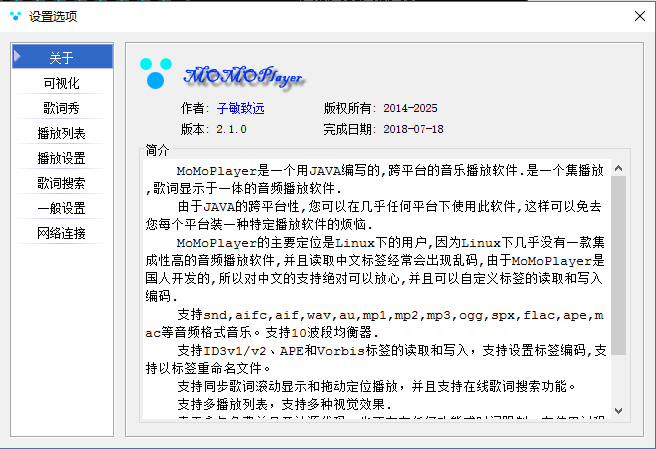 设置选项
关于
可视化
歌词秀
播放列表
播放设置
歌词搜索
一般设置
网络连接
MOMOPlayer
作者: 子敏致远 版权所有: 2014-2025
版本: 2.1.0 完成日期: 2018-07-18
简介
MoMoPlayer是一个用JAVA编写的,跨平台的音乐播放软件.是一个集播放
,歌词显示于一体的音频播放软件.
由于JAVA的跨平台性,您可以在几乎任何平台下使用此软件,这样可以免去
您每个平台装一种特定播放软件的烦恼.
MoMoPlayer的主要定位是Linux下的用户,因为Linux下几乎没有一款集
成性高的音频播放软件,并且读取中文标签经常会出现乱码,由于MoMoPlayer是
国人开发的,所以对中文的支持绝对可以放心,并且可以自定义标签的读取和写入
编码.
支持snd,aifc,aif,wav,au,mp1,mp2,mp3,ogg,spx,flac,ape,m
ac等音频格式音乐。支持10波段均衡器.
支持ID3v1/v2、APE和Vorbis标签的读取和写入，支持设置标签编码,支
持以标签重命名文件。
支持同步歌词滚动显示和拖动定位播放，并且支持在线歌词搜索功能。
支持多播放列表，支持多种视觉效果.